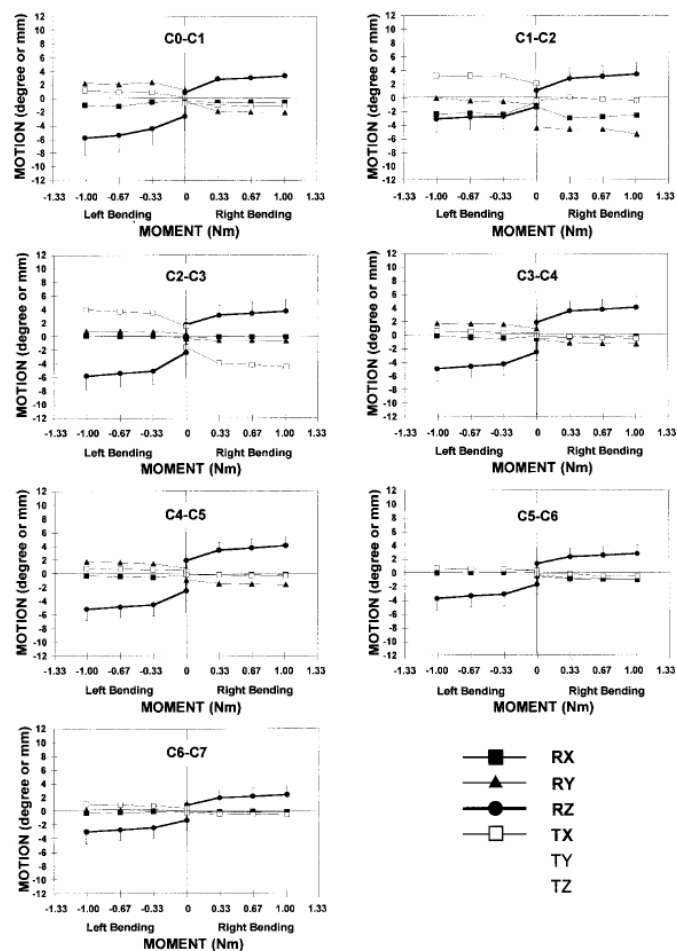 C0-C1
MOTION (degree or mm)
12
10
8
6
4
2
0
-2
-4
-6
-8
-10
-12
-1.33 -1.00 -0.67 -0.33 0 0.33 0.67 1.00 1.33
Left Bending Right Bending
MOMENT (Nm)
C1-C2
MOTION (degree or mm)
12
10
8
6
4
2
0
-2
-4
-6
-8
-10
-12
-1.33 -1.00 -0.67 -0.33 0 0.33 0.67 1.00 1.33
Left Bending Right Bending
MOMENT (Nm)
C2-C3
MOTION (degree or mm)
12
10
8
6
4
2
0
-2
-4
-6
-8
-10
-12
-1.33 -1.00 -0.67 -0.33 0 0.33 0.67 1.00 1.33
Left Bending Right Bending
MOMENT (Nm)
C3-C4
MOTION (degree or mm)
12
10
8
6
4
2
0
-2
-4
-6
-8
-10
-12
-1.33 -1.00 -0.67 -0.33 0 0.33 0.67 1.00 1.33
Left Bending Right Bending
MOMENT (Nm)
C4-C5
MOTION (degree or mm)
12
10
8
6
4
2
0
-2
-4
-6
-8
-10
-12
-1.33 -1.00 -0.67 -0.33 0 0.33 0.67 1.00 1.33
Left Bending Right Bending
MOMENT (Nm)
C5-C6
MOTION (degree or mm)
12
10
8
6
4
2
0
-2
-4
-6
-8
-10
-12
-1.33 -1.00 -0.67 -0.33 0 0.33 0.67 1.00 1.33
Left Bending Right Bending
MOMENT (Nm)
C6-C7
MOTION (degree or mm)
12
10
8
6
4
2
0
-2
-4
-6
-8
-10
-12
-1.33 -1.00 -0.67 -0.33 0 0.33 0.67 1.00 1.33
Left Bending Right Bending
MOMENT (Nm)
RX
RY
RZ
TX
TY
TZ